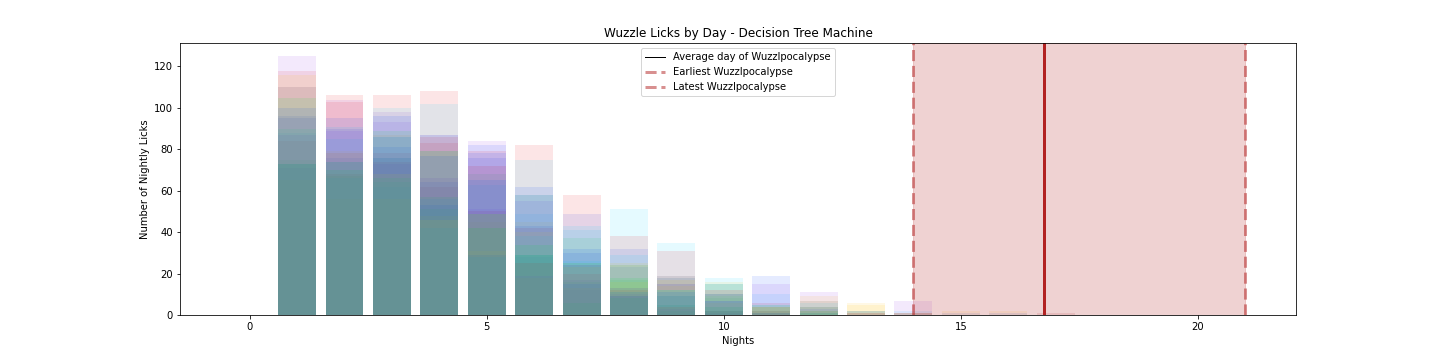 Wuzzle Licks by Day - Decision Tree Machine
Average day of Wuzzlpocalypse
Earliest Wuzzlpocalypse
Latest Wuzzlpocalypse
Number of Nightly Licks
120
100
80
60
40
20
0
0 5 10 15 20
Nights